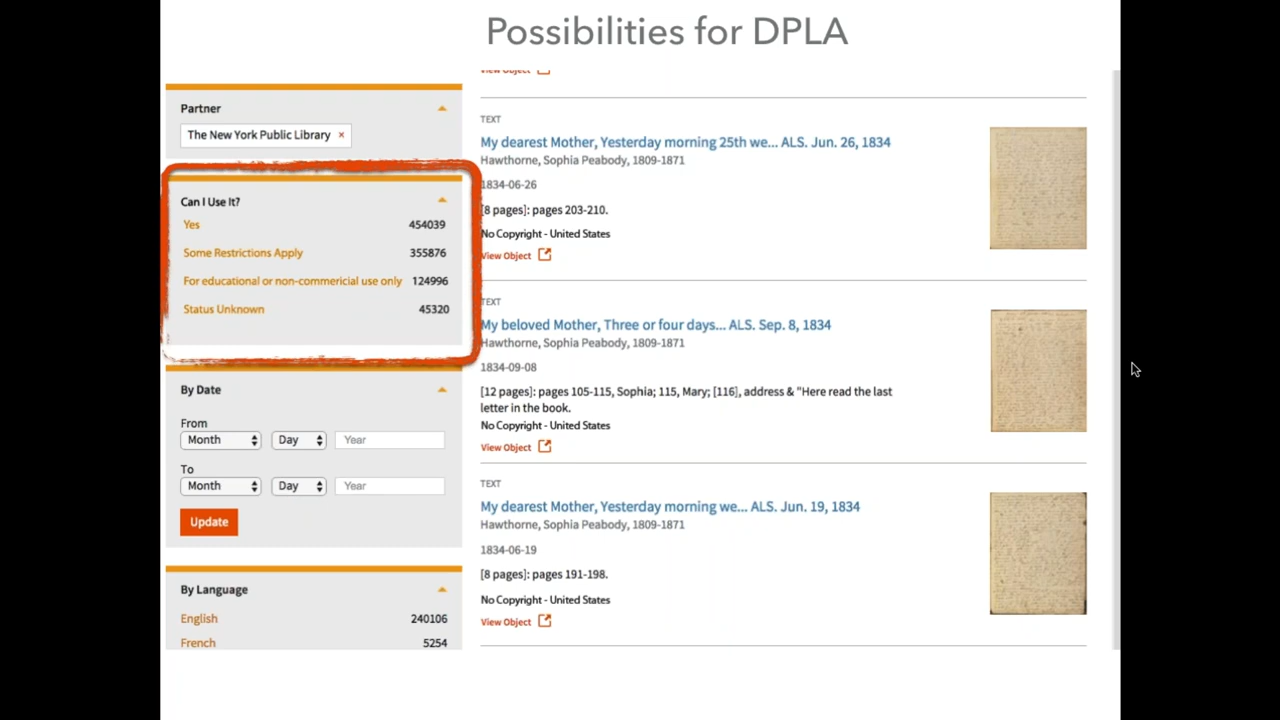 Possibilities for DPLA
Partner
The New York Public Library ×
Can I Use It?
Yes 454039
Some Restrictions Apply 355876
For educational or non-commericial use only 124996
Status Unknown 45320
By Date
From
Month Day Year
To
Month Day Year
Update
By Language
English 240106
French 5254
View Object
TEXT
My dearest Mother, Yesterday morning 25th we... ALS. Jun. 26, 1834
Hawthorne, Sophia Peabody, 1809-1871
1834-06-26
[8 pages]: pages 203-210.
No Copyright - United States
View Object
TEXT
My beloved Mother, Three or four days... ALS. Sep. 8, 1834
Hawthorne, Sophia Peabody, 1809-1871
1834-09-08
[12 pages]: pages 105-115, Sophia; 115, Mary; [116], address & "Here read the last
letter in the book.
No Copyright - United States
View Object
TEXT
My dearest Mother, Yesterday morning we... ALS. Jun. 19, 1834
Hawthorne, Sophia Peabody, 1809-1871
1834-06-19
[8 pages]: pages 191-198.
No Copyright - United States
View Object